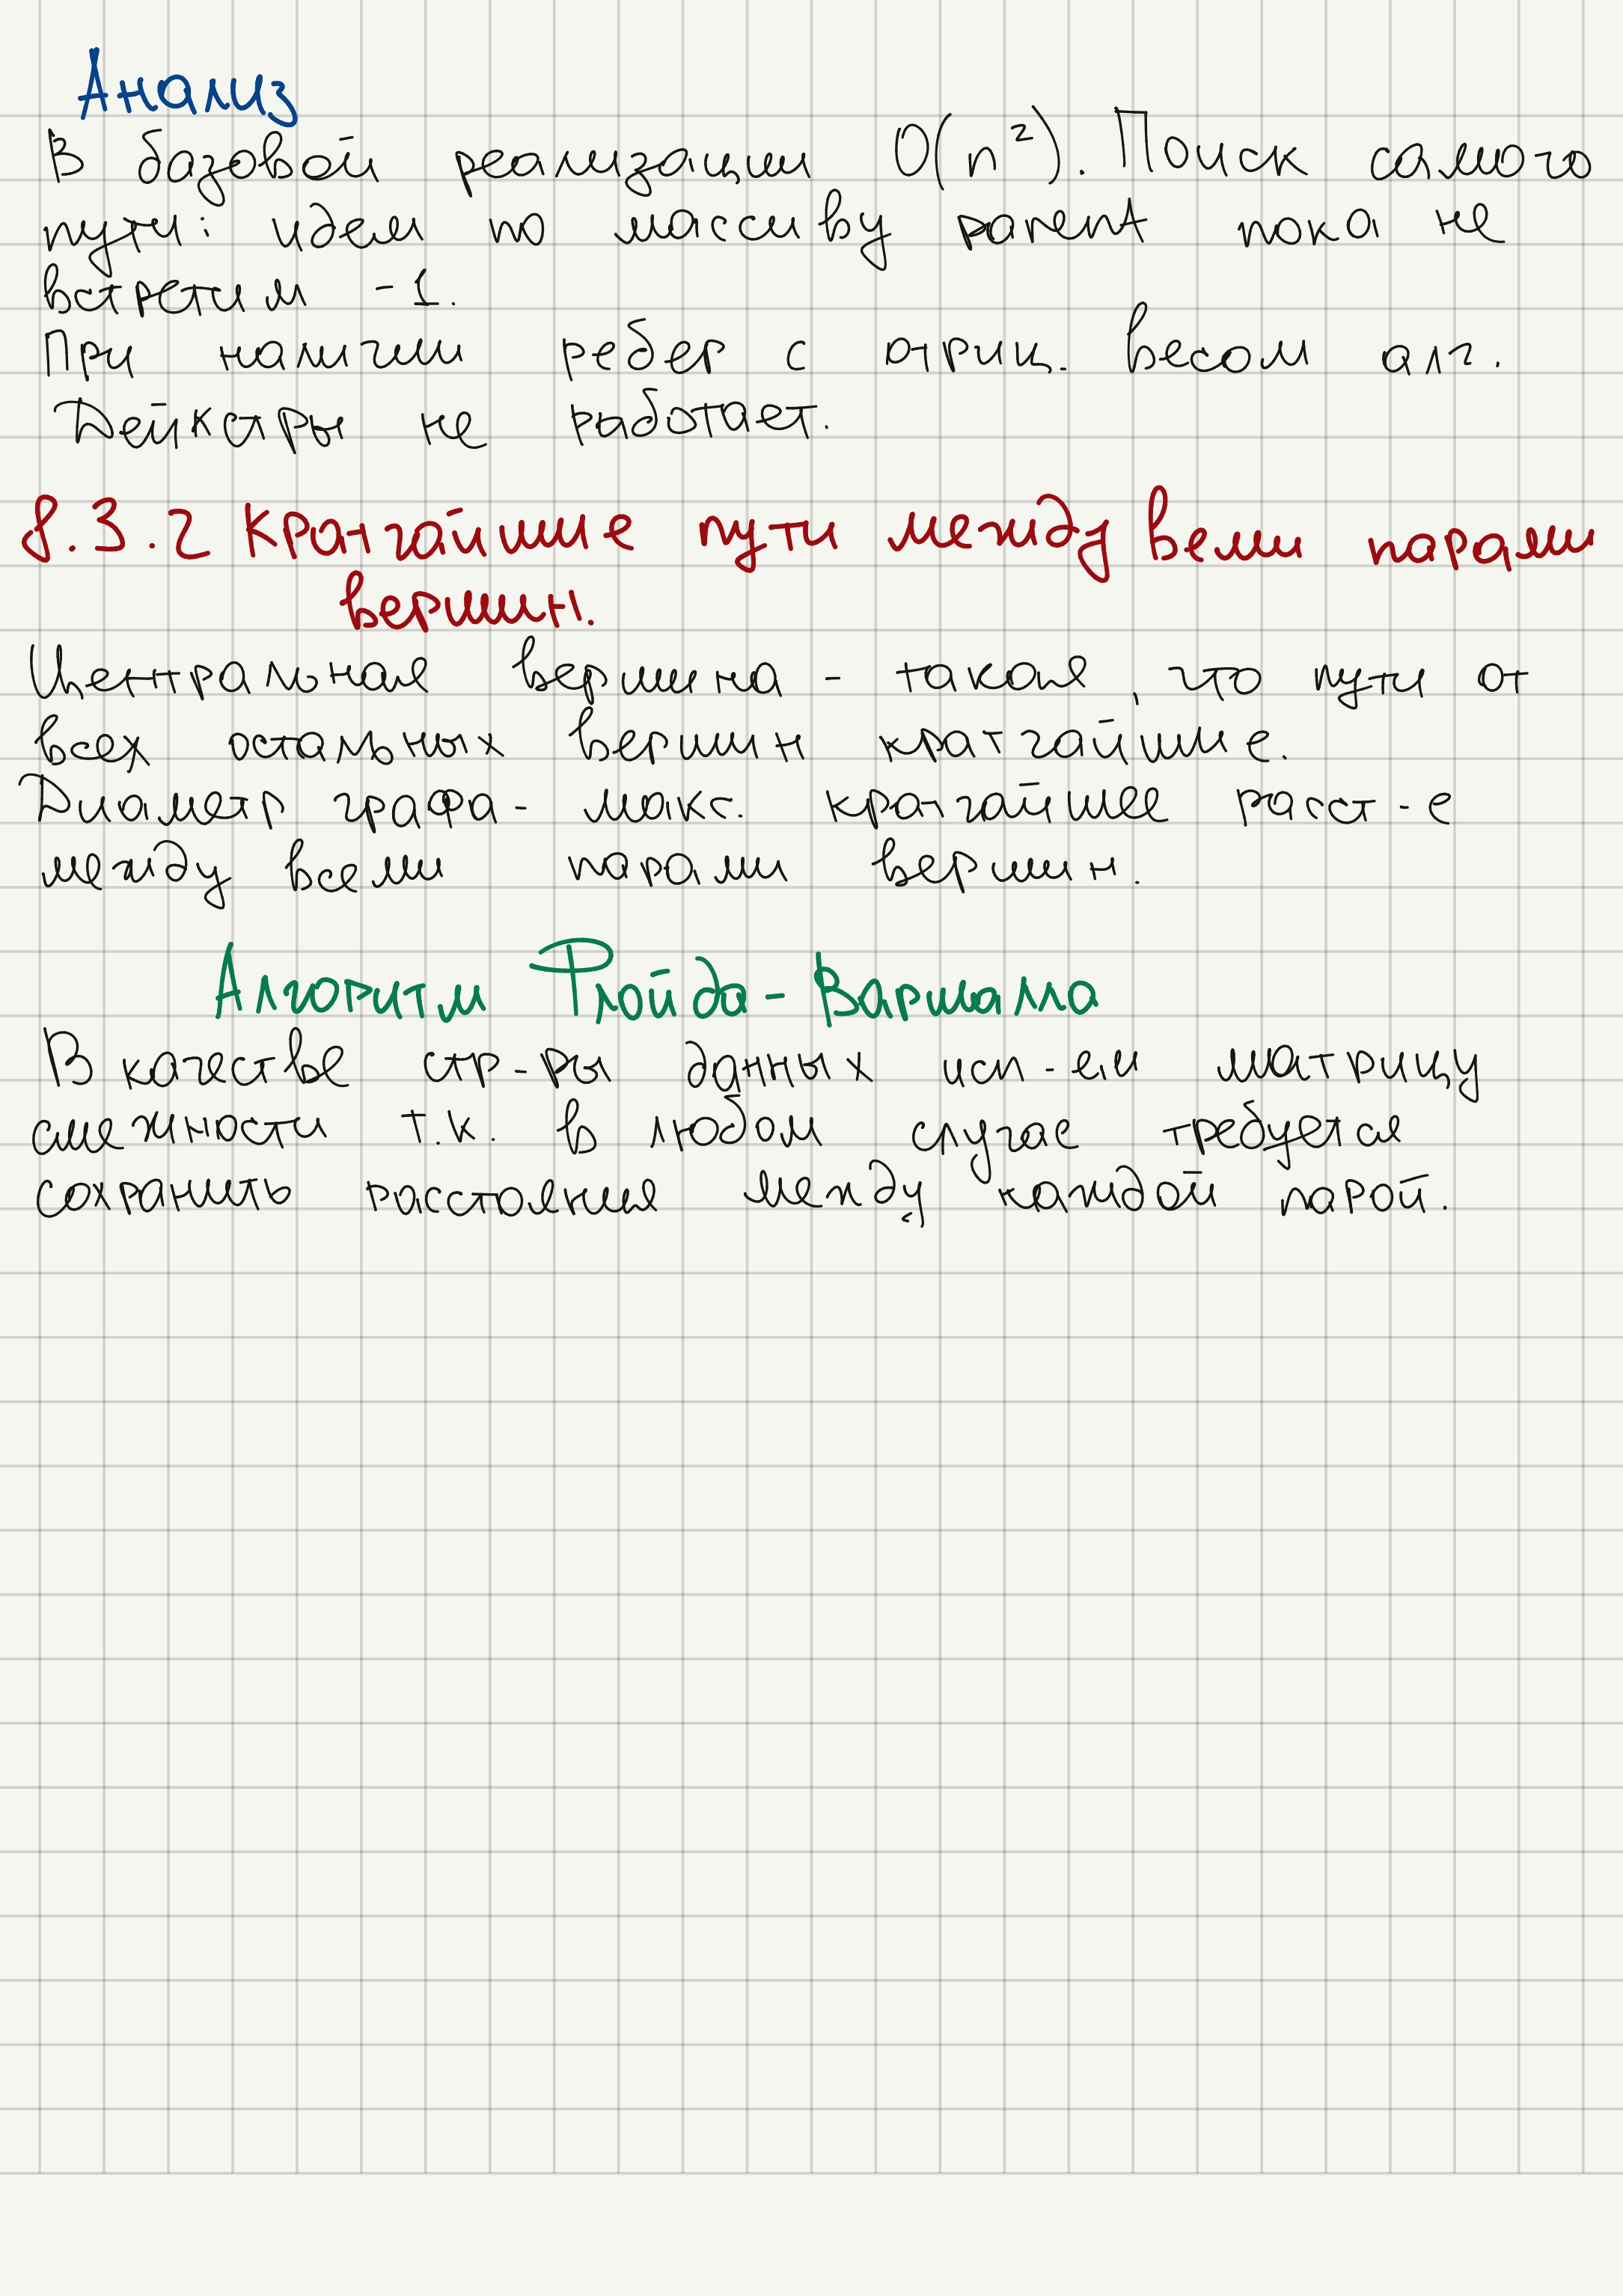 Анализ
В базовой реализации O(n²). Поиск самого
пути: идем по массиву parent пока не
встретим -1.
При наличии ребер с отриц. весом алг.
Дейкстры не работает.
8.3.2 Кратчайшие пути между веми парами
вершин.
Центральная вершина - такая, что пути от
всех остальных вершин кратчайшие.
Диаметр графа - макс. кратчайшее расст-е
между всеми парами вершин.
Алгоритм Флойда-Варшалла
В качестве стр-ры данных исп-ем матрицу
смежности т.к. в любом случае требуется
сохранить расстояния между каждой парой.